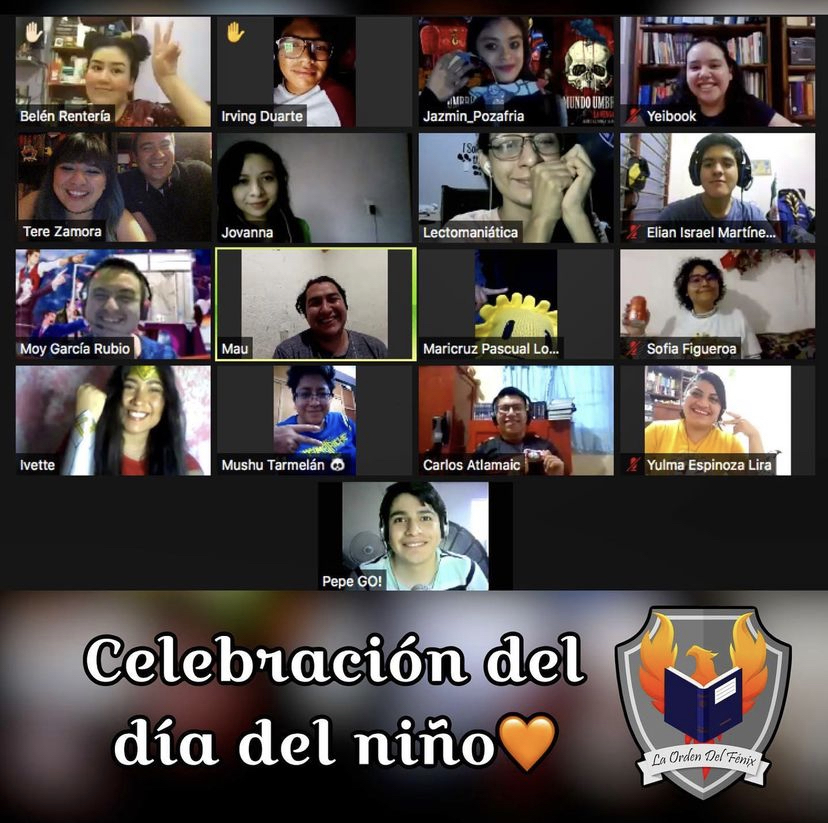 Belén Rentería
Irving Duarte
Jazmin_Pozafria
Yeibook
Tere Zamora
Jovanna
Lectomaniática
Elian Israel Martíne...
Moy García Rubio
Mau
Maricruz Pascual Lo...
Sofia Figueroa
Ivette
Mushu Tarmelán 🐼
Carlos Atlamaic
Yulma Espinoza Lira
Pepe GO!
Celebración del
día del niño🧡
La Orden Del Fénix
MUNDO UMB